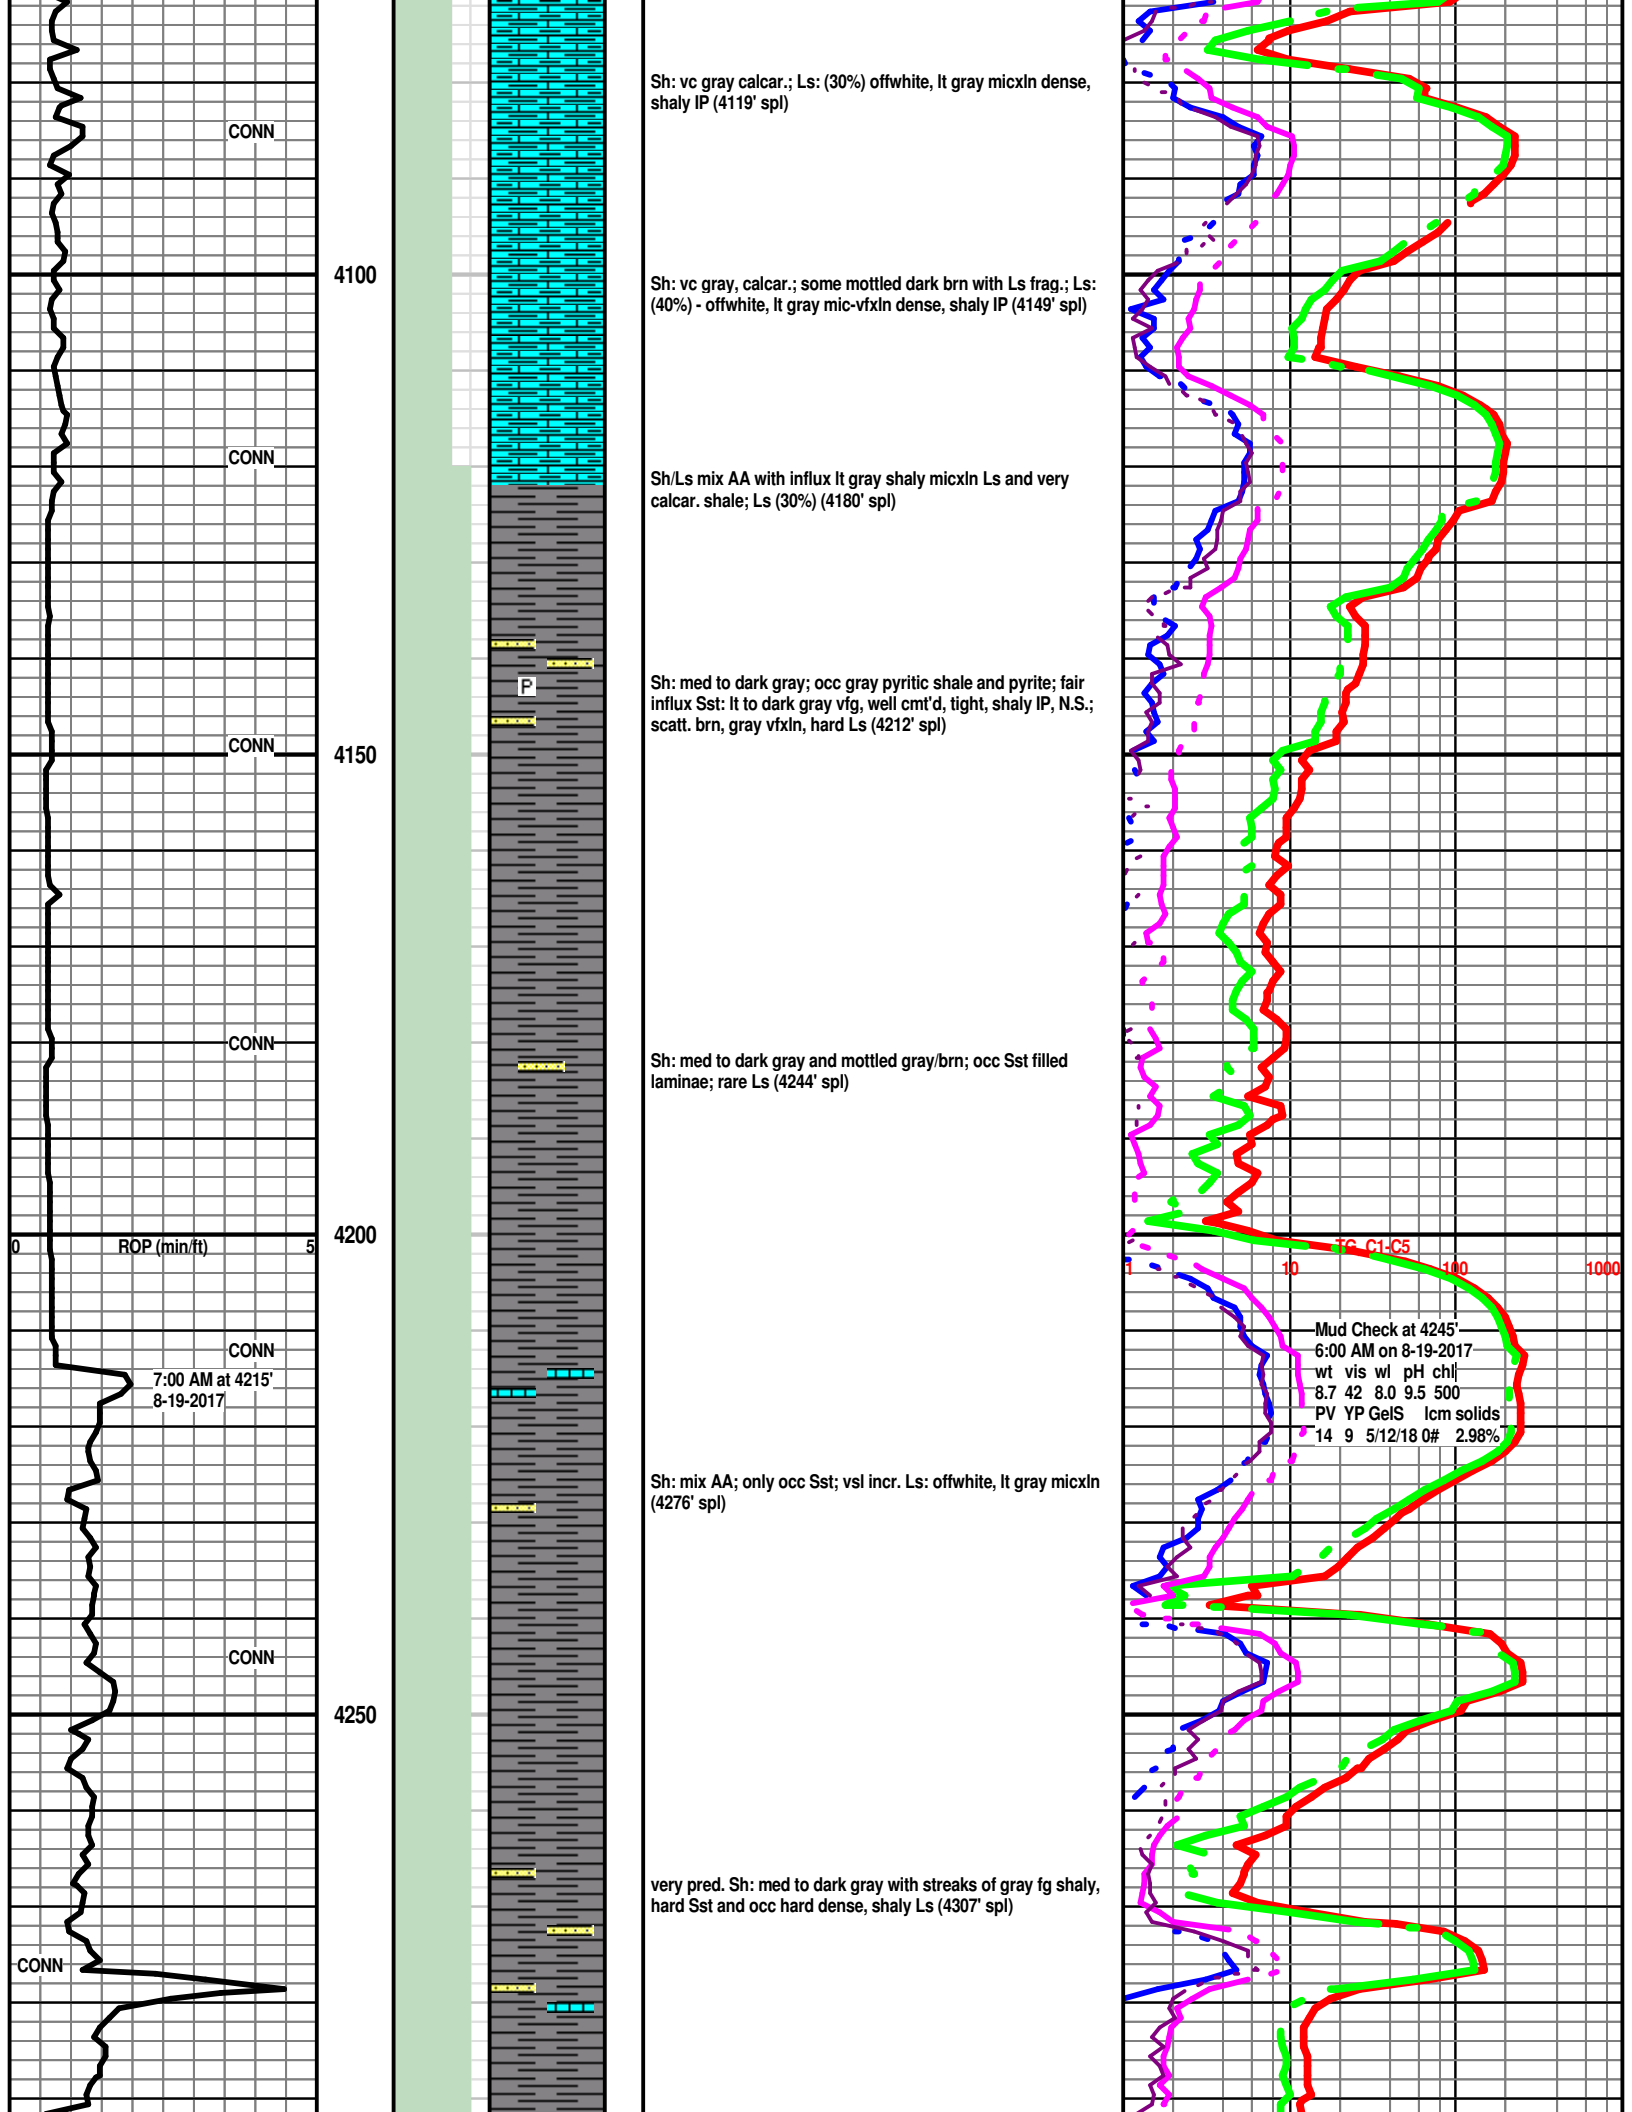 Sh: vc gray calcar.; Ls: (30%) offwhite, lt gray micxln dense,
shaly IP (4119' spl)
CONN
4100
Sh: vc gray, calcar.; some mottled dark brn with Ls frag.; Ls:
(40%) - offwhite, lt gray mic-vfxln dense, shaly IP (4149' spl)
CONN
Sh/Ls mix AA with influx lt gray shaly micxln Ls and very
calcar. shale; Ls (30%) (4180' spl)
P
Sh: med to dark gray; occ gray pyritic shale and pyrite; fair
influx Sst: lt to dark gray vfg, well cmt'd, tight, shaly IP, N.S.;
scatt. brn, gray vfxln, hard Ls (4212' spl)
CONN
4150
CONN
Sh: med to dark gray and mottled gray/brn; occ Sst filled
laminae; rare Ls (4244' spl)
4200
0 ROP (min/ft) 5
TG, C1-C5
1 10 100 1000
CONN
7:00 AM at 4215'
8-19-2017
Mud Check at 4245'
6:00 AM on 8-19-2017
wt vis wl pH chl
8.7 42 8.0 9.5 500
PV YP GelS lcm solids
14 9 5/12/18 0# 2.98%
Sh: mix AA; only occ Sst; vsl incr. Ls: offwhite, lt gray micxln
(4276' spl)
CONN
4250
very pred. Sh: med to dark gray with streaks of gray fg shaly,
hard Sst and occ hard dense, shaly Ls (4307' spl)
CONN